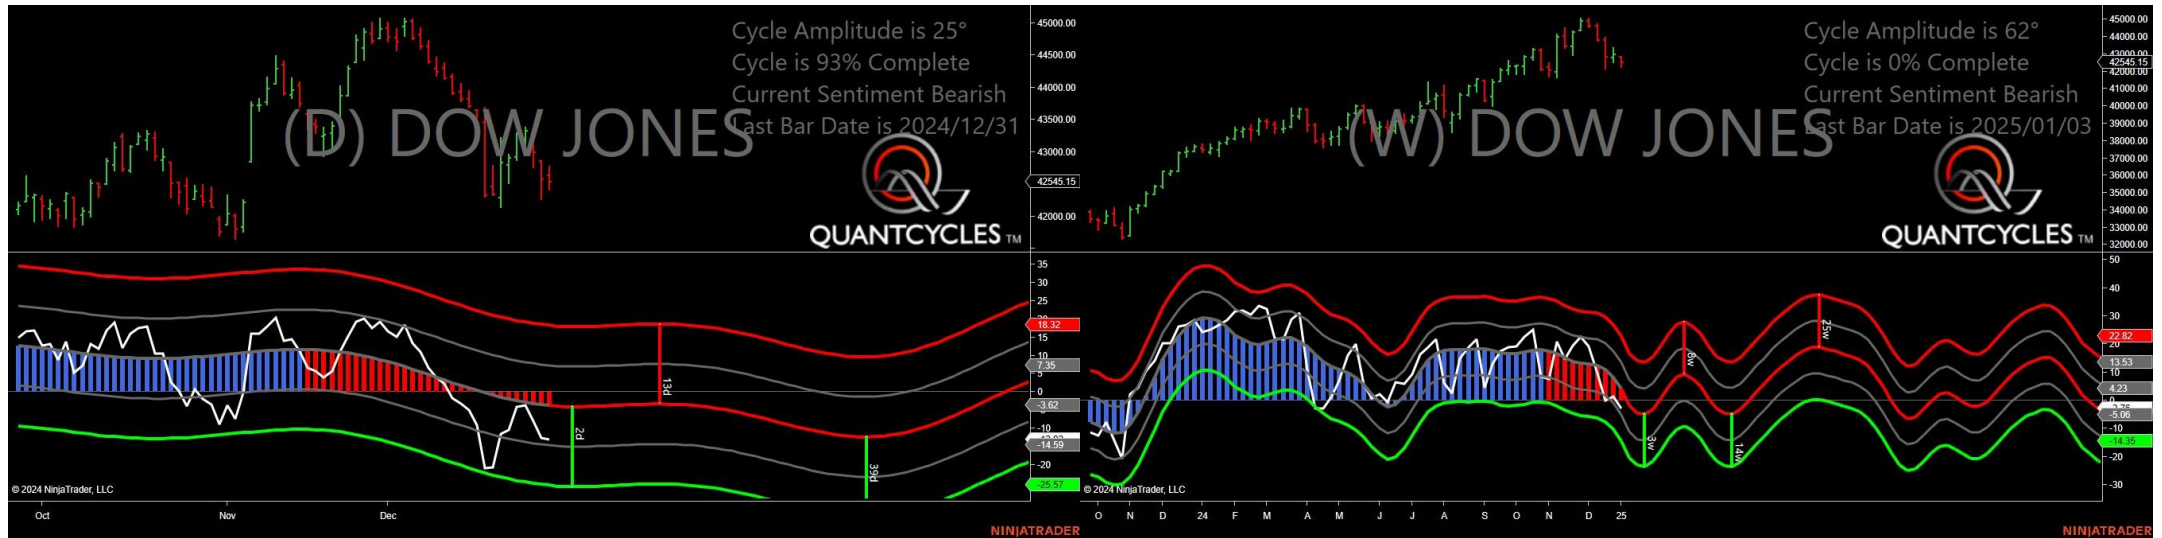 Cycle Amplitude is 25°
Cycle is 93% Complete
Current Sentiment Bearish
Last Bar Date is 2024/12/31
(D) DOW JONES
QUANTCYCLES TM
45000.00
44500.00
44000.00
43500.00
43000.00
42545.15
42000.00
35
30
25
20
18.32
15
10
7.35
5
0
-3.62
-10
-14.59
-20
-25.57
13d
2d
39d
© 2024 NinjaTrader, LLC
Oct
Nov
Dec
NINJATRADER
Cycle Amplitude is 62°
Cycle is 0% Complete
Current Sentiment Bearish
Last Bar Date is 2025/01/03
(W) DOW JONES
QUANTCYCLES TM
45000.00
44000.00
43000.00
42545.15
42000.00
41000.00
40000.00
39000.00
38000.00
37000.00
36000.00
35000.00
34000.00
33000.00
32000.00
50
40
30
22.82
20
13.53
10
4.23
0
-5.06
-10
-14.35
-20
-30
8w
25w
3w
14w
© 2024 NinjaTrader, LLC
O N D 24 F M A M J J A S O N D 25
NINJATRADER